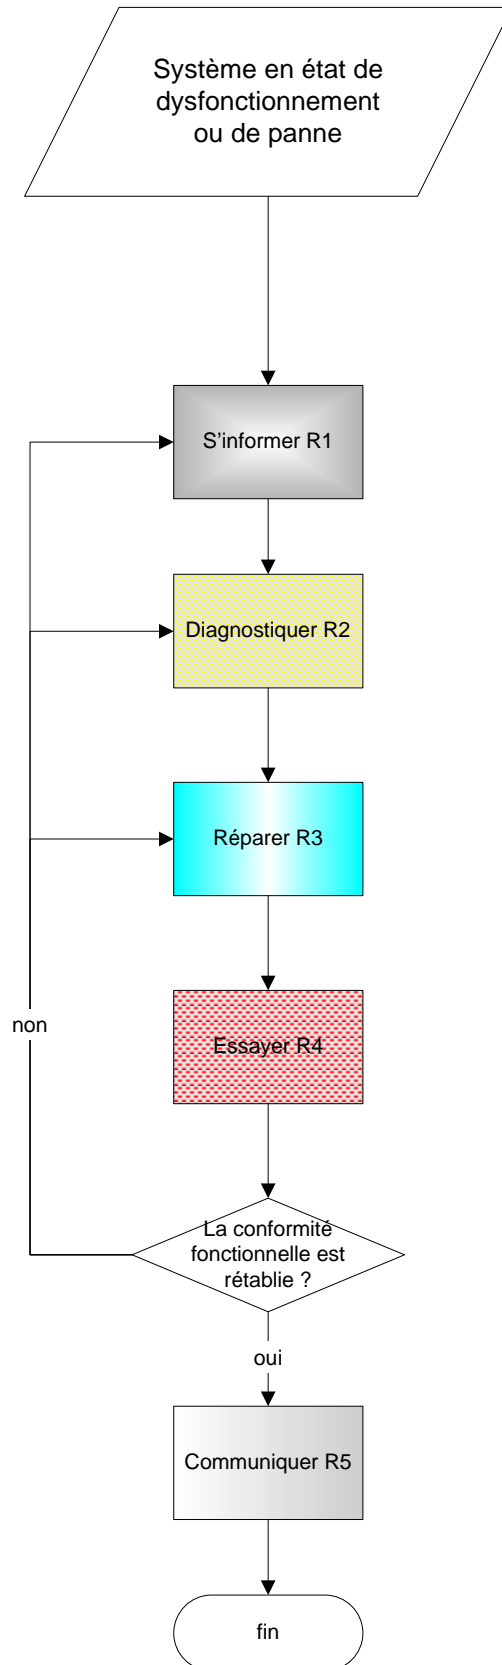 Système en état de
dysfonctionnement
ou de panne
S'informer R1
Diagnostiquer R2
Réparer R3
Essayer R4
non
La conformité
fonctionnelle est
rétablie ?
oui
Communiquer R5
fin